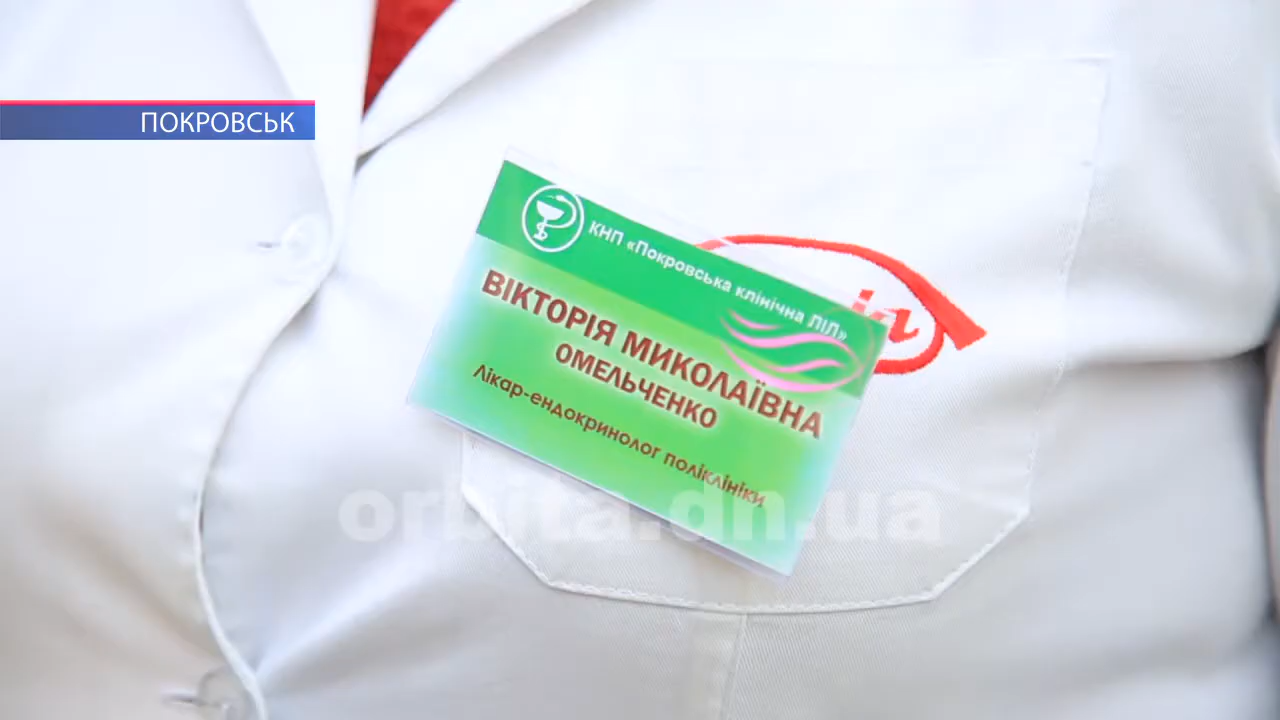 ПОКРОВСЬК
КНП «Покровська клінічна ЛІЛ»
ВІКТОРІЯ МИКОЛАЇВНА
ОМЕЛЬЧЕНКО
Лікар-ендокринолог поліклініки
orbita.dn.ua